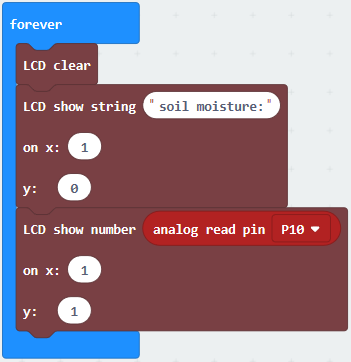 forever
LCD clear
LCD show string " soil moisture: "
on x: 1
y: 0
LCD show number analog read pin P10
on x: 1
y: 1